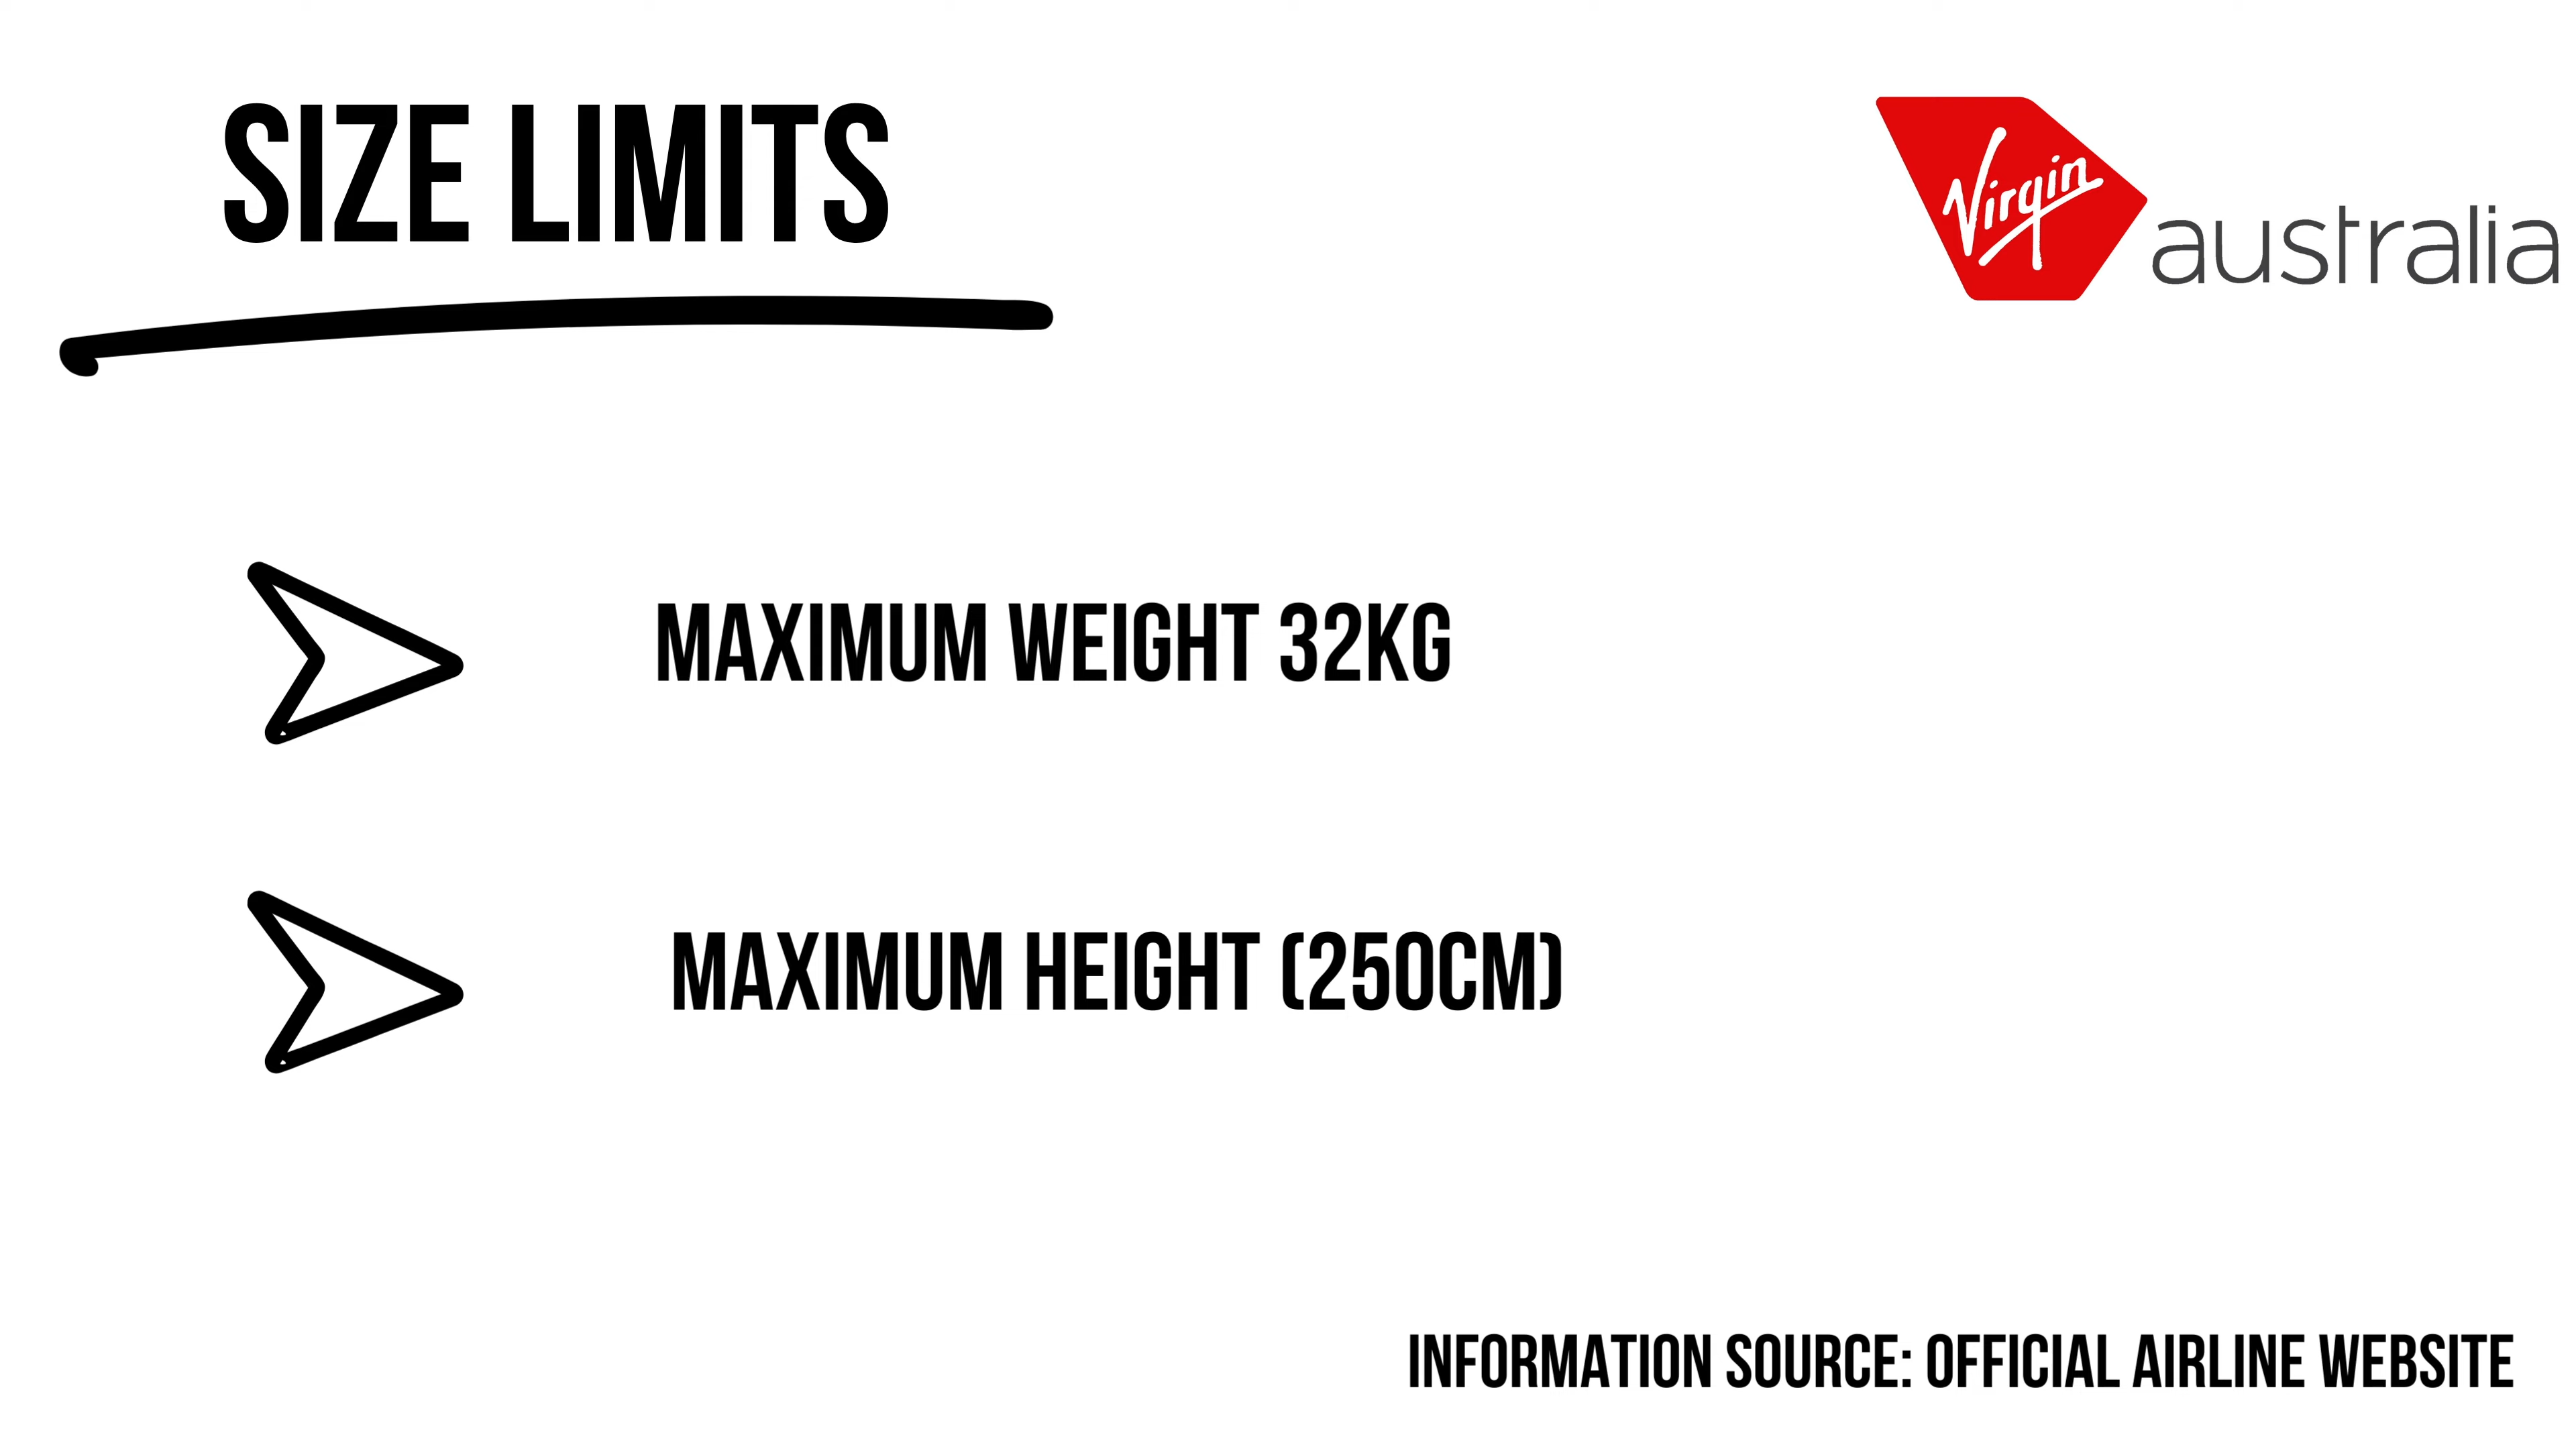 SIZE LIMITS
Virgin australia
MAXIMUM WEIGHT 32KG
MAXIMUM HEIGHT (250CM)
INFORMATION SOURCE: OFFICIAL AIRLINE WEBSITE